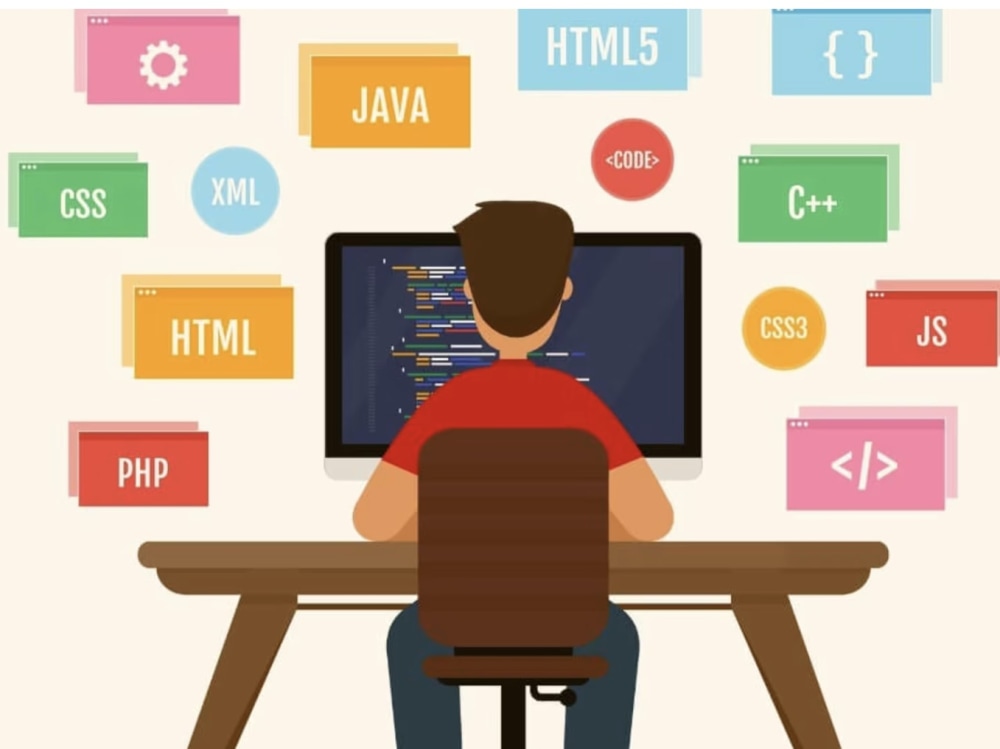 HTML5
{ }
JAVA
<CODE>
CSS
XML
C++
HTML
CSS3
JS
PHP
</>